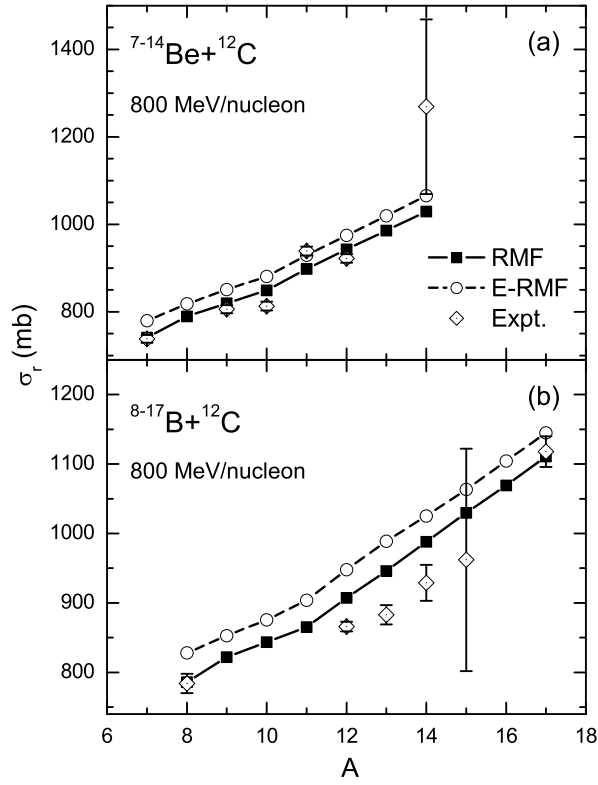 1400
1200
1000
800
(a)
⁷⁻¹⁴Be+¹²C
800 MeV/nucleon
RMF
E-RMF
Expt.
σᵣ (mb)
1200
1100
1000
900
800
(b)
⁸⁻¹⁷B+¹²C
800 MeV/nucleon
6 8 10 12 14 16 18
A